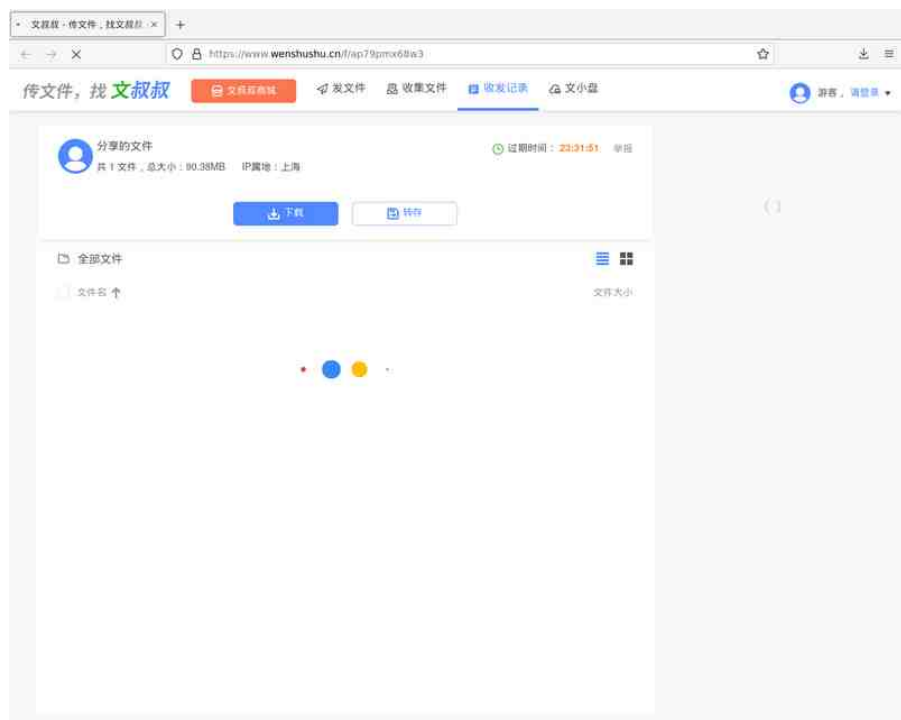 文叔叔 - 传文件，找文叔叔
https://www.wenshushu.cn/f/ap79pmx68w3
传文件，找 文叔叔
文叔叔商城
发文件
收集文件
收发记录
文小盘
游客，请登录
分享的文件
过期时间：23:31:51
举报
共 1 文件，总大小：90.38MB IP属地：上海
下载
转存
全部文件
文件名
文件大小